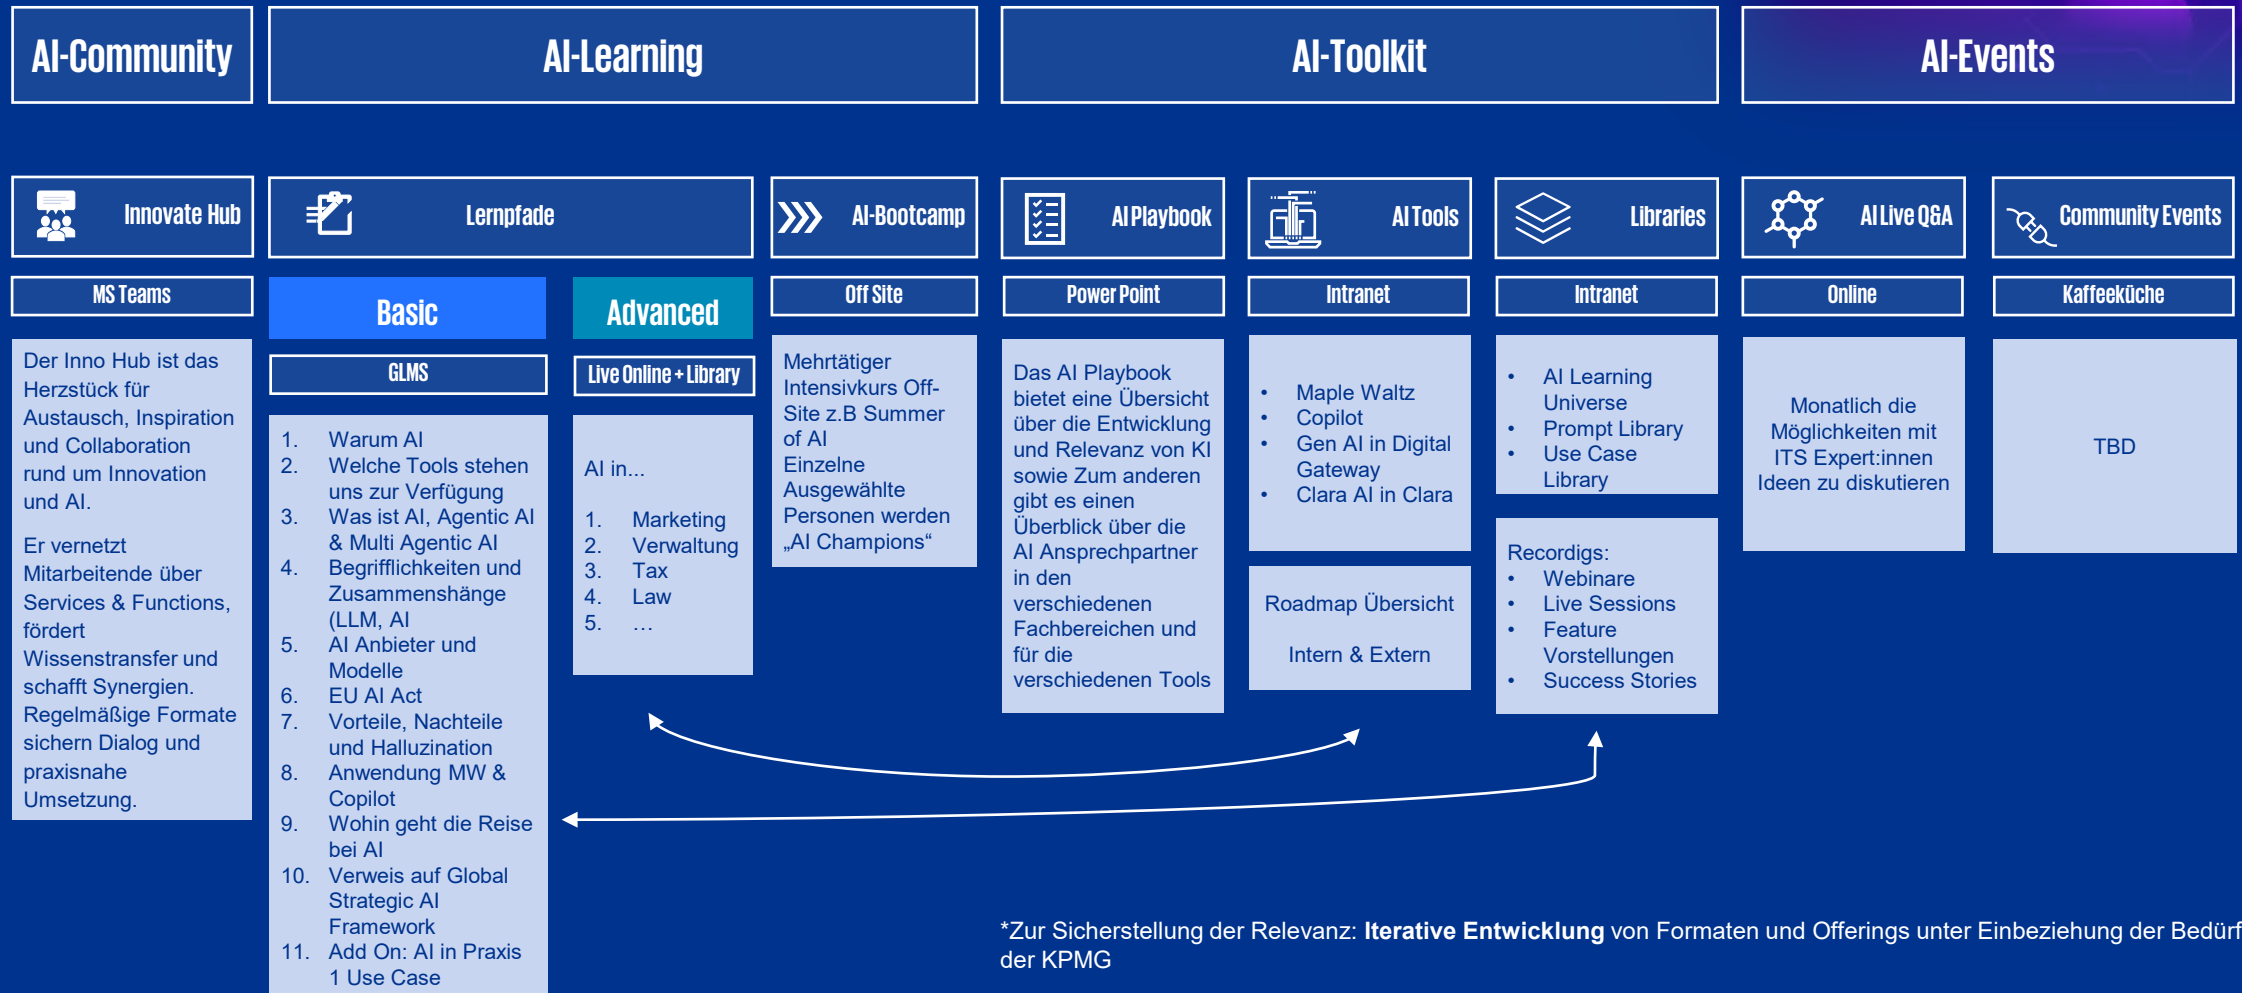 AI-Community
AI-Learning
AI-Toolkit
AI-Events
Innovate Hub
Lernpfade
AI-Bootcamp
AI Playbook
AI Tools
Libraries
AI Live Q&A
Community Events
MS Teams
Der Inno Hub ist das
Herzstück für
Austausch, Inspiration
und Collaboration
rund um Innovation
und AI.
Er vernetzt
Mitarbeitende über
Services & Functions,
fördert
Wissenstransfer und
schafft Synergien.
Regelmäßige Formate
sichern Dialog und
praxisnahe
Umsetzung.
Basic
GLMS
1. Warum AI
2. Welche Tools stehen
uns zur Verfügung
3. Was ist AI, Agentic AI
& Multi Agentic AI
4. Begrifflichkeiten und
Zusammenshänge
(LLM, AI
5. AI Anbieter und
Modelle
6. EU AI Act
7. Vorteile, Nachteile
und Halluzination
8. Anwendung MW &
Copilot
9. Wohin geht die Reise
bei AI
10. Verweis auf Global
Strategic AI
Framework
11. Add On: AI in Praxis
1 Use Case
Advanced
Live Online + Library
AI in...
1. Marketing
2. Verwaltung
3. Tax
4. Law
5. …
Off Site
Mehrtätiger
Intensivkurs Off-
Site z.B Summer
of AI
Einzelne
Ausgewählte
Personen werden
„AI Champions“
Power Point
Das AI Playbook
bietet eine Übersicht
über die Entwicklung
und Relevanz von KI
sowie Zum anderen
gibt es einen
Überblick über die
AI Ansprechpartner
in den
verschiedenen
Fachbereichen und
für die
verschiedenen Tools
Intranet
• Maple Waltz
• Copilot
• Gen AI in Digital
Gateway
• Clara AI in Clara
Roadmap Übersicht
Intern & Extern
Intranet
• AI Learning
Universe
• Prompt Library
• Use Case
Library
Recordigs:
• Webinare
• Live Sessions
• Feature
Vorstellungen
• Success Stories
Online
Monatlich die
Möglichkeiten mit
ITS Expert:innen
Ideen zu diskutieren
Kaffeeküche
TBD
*Zur Sicherstellung der Relevanz: Iterative Entwicklung von Formaten und Offerings unter Einbeziehung der Bedürf
der KPMG